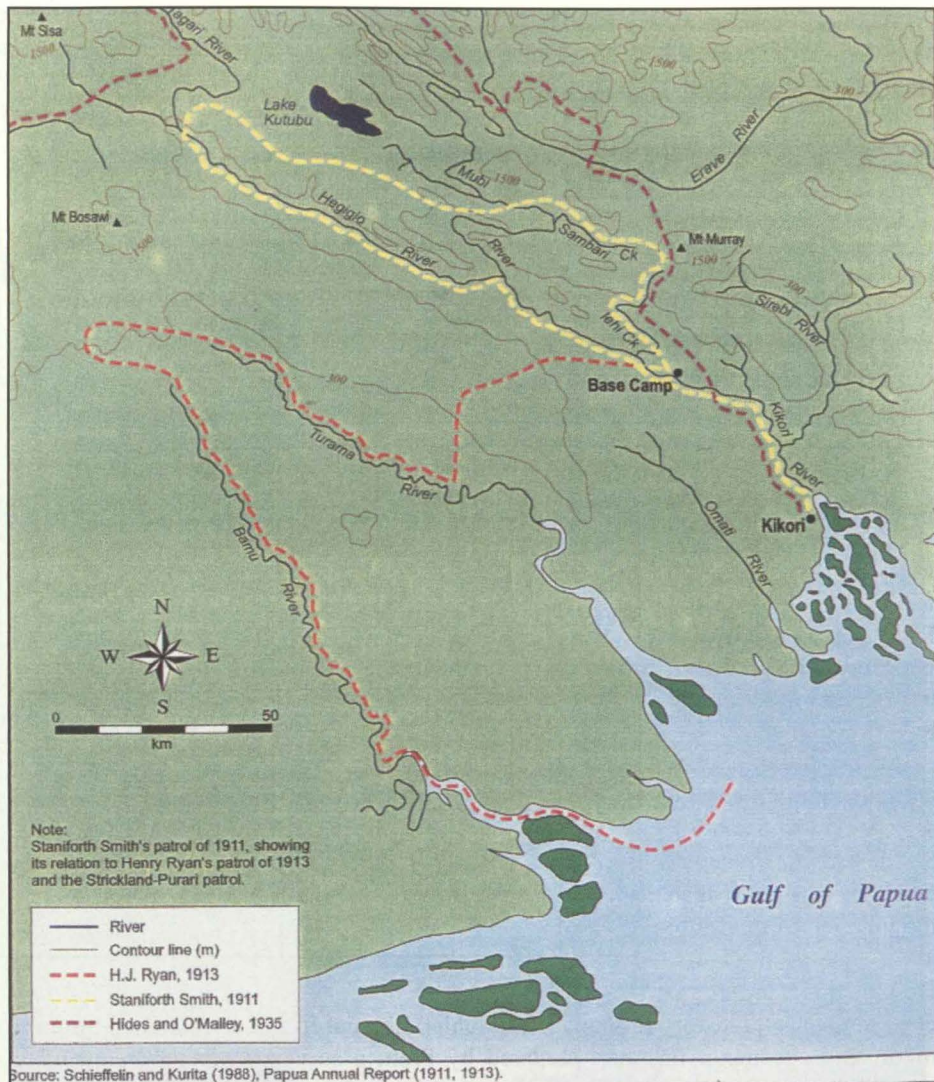 Mt Sisa
1500
agari River
Lake
Kutubu
300
Erave River
Mubi
1500
Mt Bosawi
1500
Hegigio
River
River
Sambari Ck
Mt Murray
1500
300
Sirebi River
Iehi Ck
Base Camp
Kikori
River
300
Turama
River
Omati
River
Kikori
Bamu
River
N
W E
S
0 50
km
Note:
Staniforth Smith's patrol of 1911, showing
its relation to Henry Ryan's patrol of 1913
and the Strickland-Purari patrol.
Gulf of Papua
River
Contour line (m)
H.J. Ryan, 1913
Staniforth Smith, 1911
Hides and O'Malley, 1935
Source: Schieffelin and Kurita (1988), Papua Annual Report (1911, 1913).